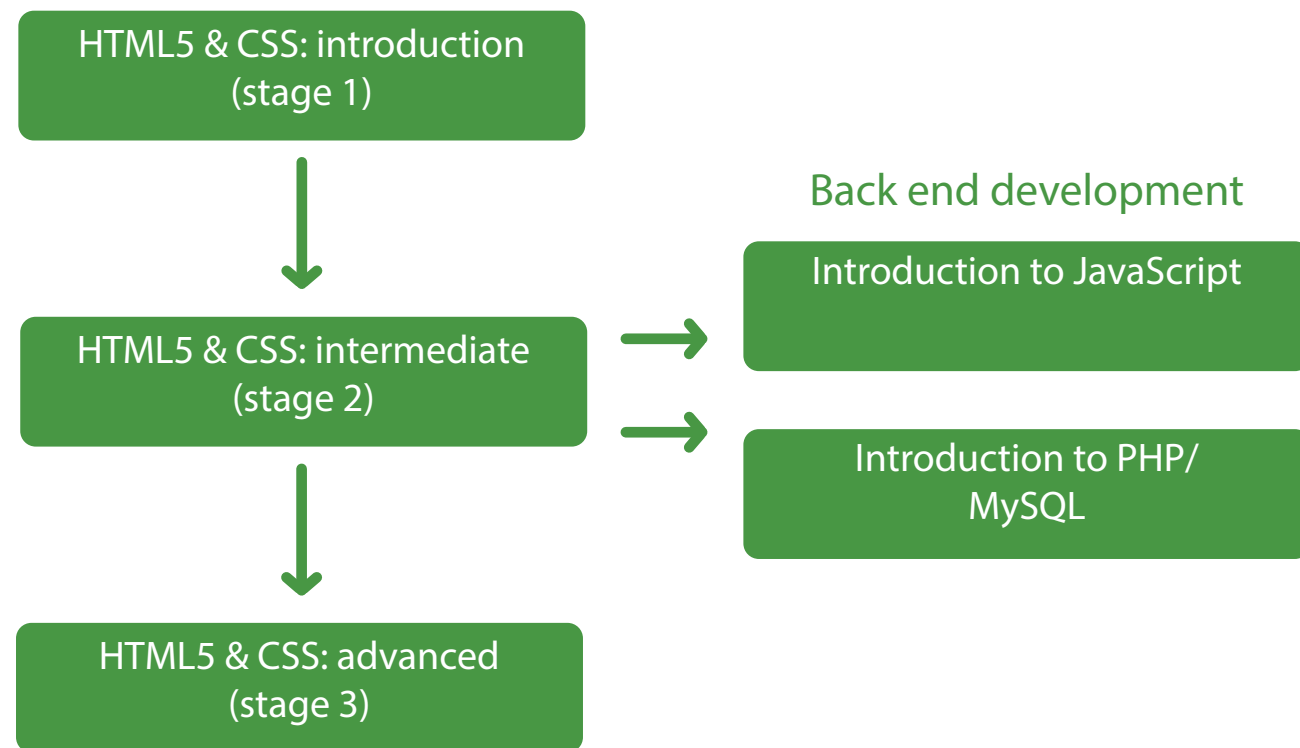 HTML5 & CSS: introduction
(stage 1)
Back end development
Introduction to JavaScript
HTML5 & CSS: intermediate
(stage 2)
Introduction to PHP/
MySQL
HTML5 & CSS: advanced
(stage 3)